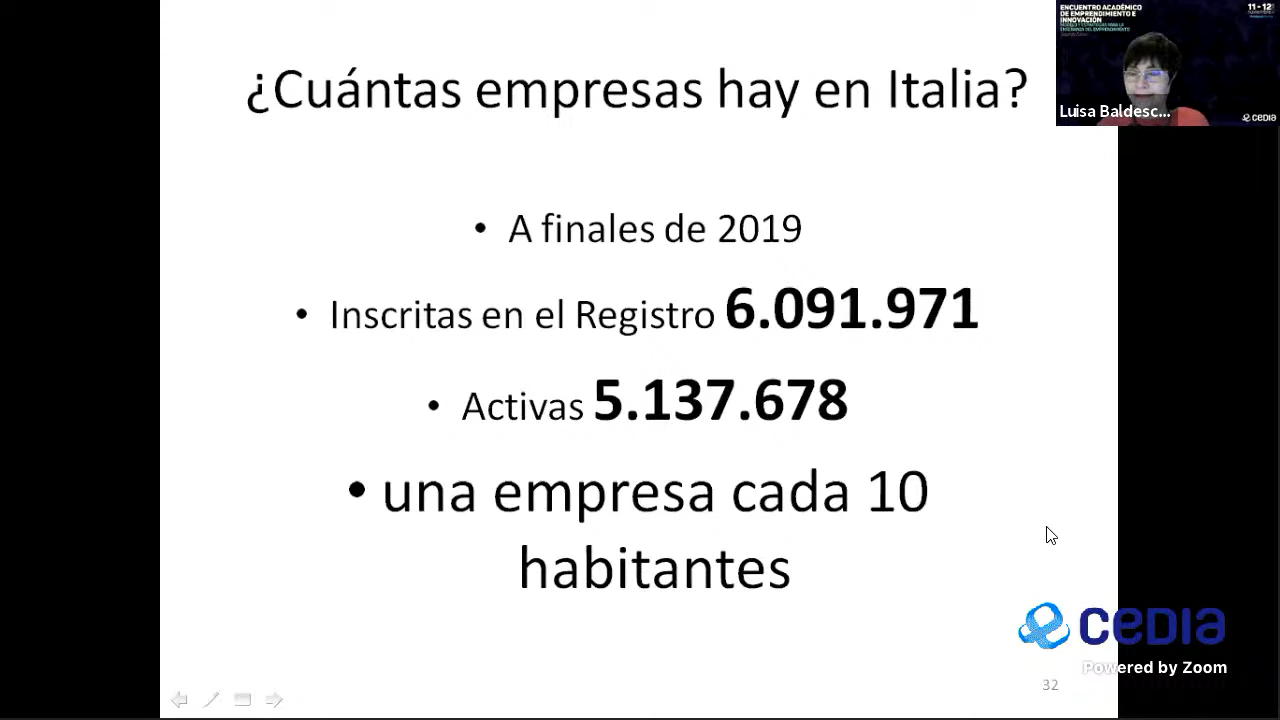 ¿Cuántas empresas hay en Italia?
• A finales de 2019
• Inscritas en el Registro 6.091.971
• Activas 5.137.678
• una empresa cada 10
habitantes
32
ENCUENTRO ACADÉMICO
DE EMPRENDIMIENTO E
INNOVACIÓN
11 - 12
Luisa Baldesc...
CEDIA
CEDIA
Powered by Zoom